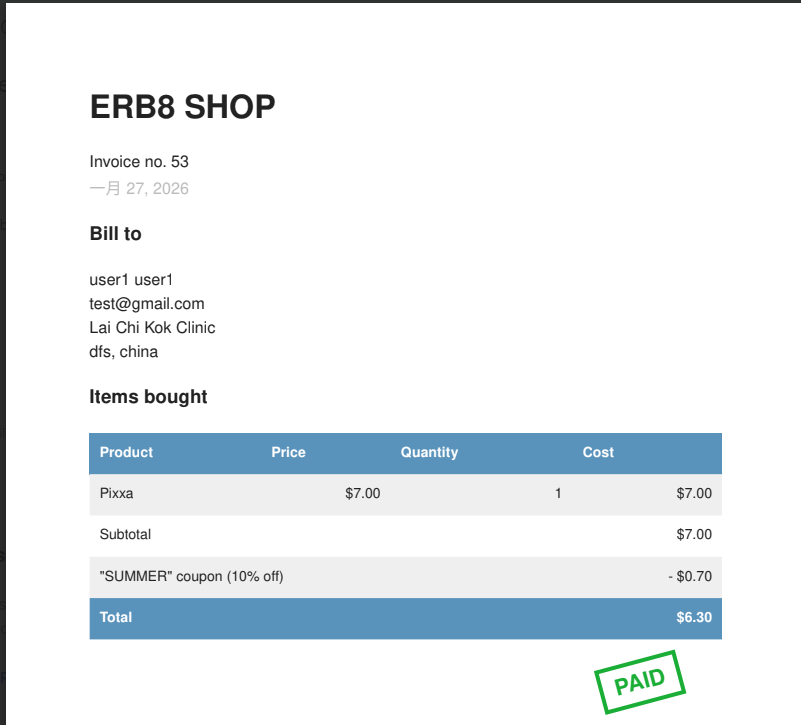 ERB8 SHOP
Invoice no. 53
一月 27, 2026
Bill to
user1 user1
test@gmail.com
Lai Chi Kok Clinic
dfs, china
Items bought
Product Price Quantity Cost
Pixxa $7.00 1 $7.00
Subtotal $7.00
"SUMMER" coupon (10% off) - $0.70
Total $6.30
PAID